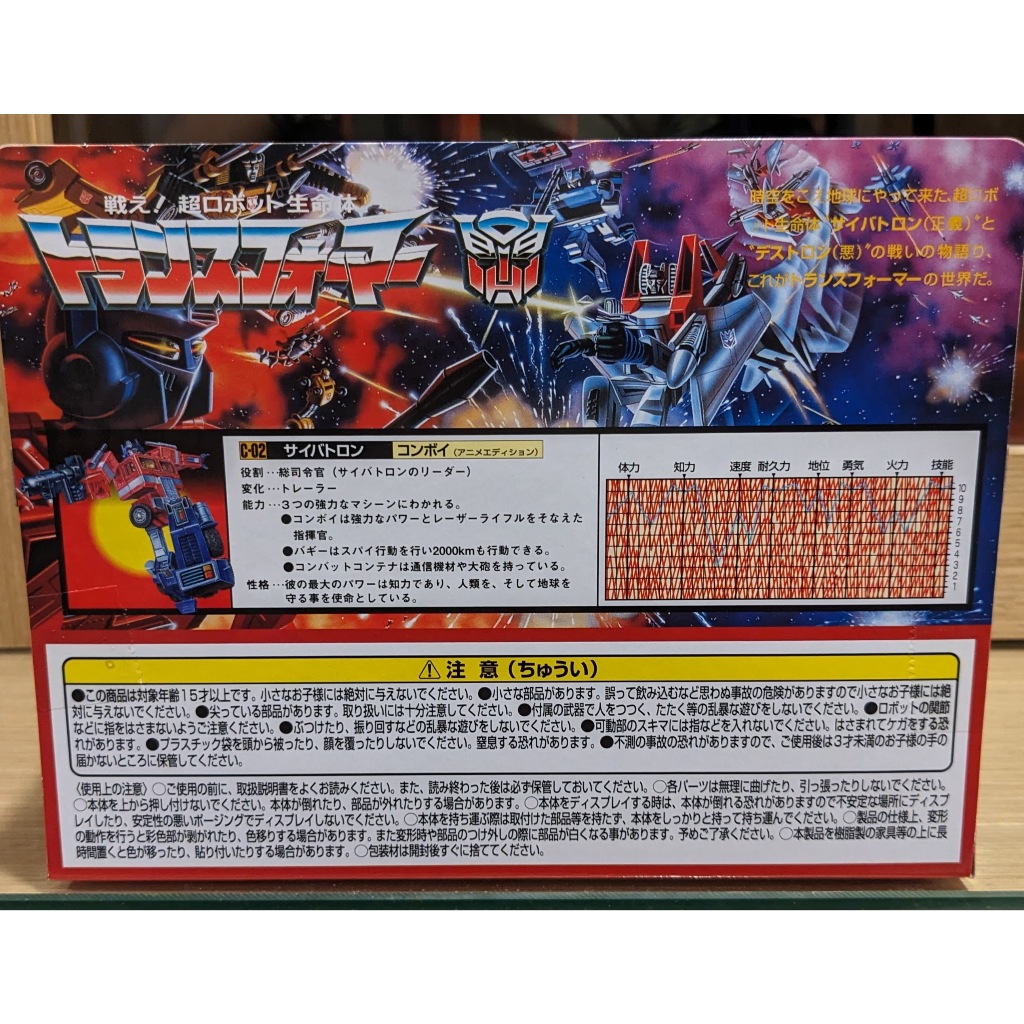 戦え! 超ロボット生命体
トランスフォーマー
時空をこえ地球にやって来た、超ロボ
ット生命体“サイバトロン(正義)”と
“デストロン(悪)”の戦いの物語り、
これがトランスフォーマーの世界だ。
C-02 サイバトロン コンボイ(アニメエディション)
役割…総司令官(サイバトロンのリーダー)
変化…トレーラー
能力…3つの強力なマシーンにわかれる。
●コンボイは強力なパワーとレーザーライフルをそなえた
指揮官。
●バギーはスパイ行動を行い2000kmも行動できる。
●コンバットコンテナは通信機材や大砲を持っている。
性格…彼の最大のパワーは知力であり、人類を、そして地球を
守る事を使命としている。
体力 知力 速度 耐久力 地位 勇気 火力 技能
10
9
8
7
6
5
4
3
2
1
⚠注意(ちゅうい)
●この商品は対象年齢15才以上です。小さなお子様には絶対に与えないでください。●小さな部品があります。誤って飲み込むなど思わぬ事故の危険がありますので小さなお子様には絶
対に与えないでください。●尖っている部品があります。取り扱いには十分注意してください。●付属の武器で人をつつく、たたく等の乱暴な遊びをしないでください。●ロボットの関節
などに指をはさまないようご注意ください。●ぶつけたり、振り回すなどの乱暴な遊びをしないでください。●可動部のスキマには指などを入れないでください。はさまれてケガをする恐
れがあります。●プラスチック袋を頭から被ったり、顔を覆ったりしないでください。窒息する恐れがあります。●不測の事故の恐れがありますので、ご使用後は3才未満のお子様の手の
届かないところに保管してください。
〈使用上の注意〉○ご使用の前に、取扱説明書をよくお読みください。また、読み終わった後は必ず保管しておいてください。○各パーツは無理に曲げたり、引っ張ったりしないでください。
○本体を上から押し付けないでください。本体が倒れたり、部品が外れたりする場合があります。○本体をディスプレイする時は、本体が倒れる恐れがありますので不安定な場所にディスプ
レイしたり、安定性の悪いポージングでディスプレイしないでください。○本体を持ち運ぶ際は取付けた部品等を持たず、本体をしっかりと持って持ち運んでください。○製品の仕様上、変形
の動作を行うと彩色部が剥がれたり、色移りする場合があります。また変形時や部品のつけ外しの際に部品が白くなる事があります。予めご了承ください。○本製品を樹脂製の家具等の上に長
時間置くと色が移ったり、貼り付いたりする場合があります。○包装材は開封後すぐに捨ててください。